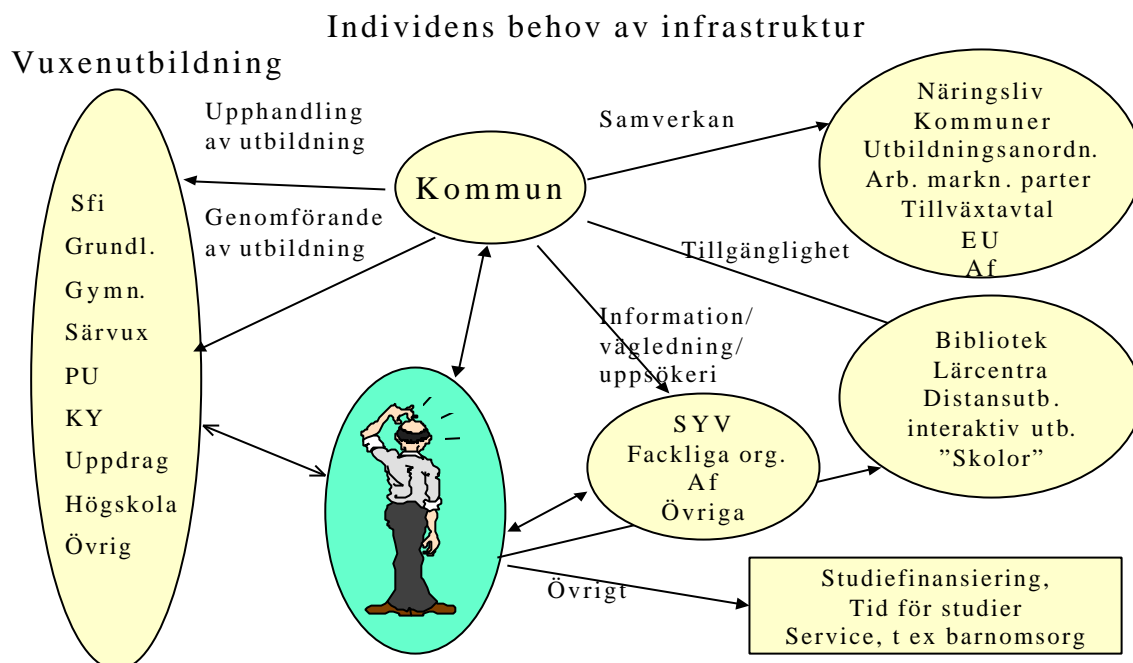 Individens behov av infrastruktur
Vuxenutbildning
Upphandling
av utbildning
Genomförande
av utbildning
Sfi
Grundl.
Gymn.
Särvux
PU
KY
Uppdrag
Högskola
Övrig
Kommun
Samverkan
Näringsliv
Kommuner
Utbildningsanordn.
Arb. markn. parter
Tillväxtavtal
EU
Af
Tillgänglighet
Information/
vägledning/
uppsökeri
Bibliotek
Lärcentra
Distansutb.
interaktiv utb.
”Skolor”
SYV
Fackliga org.
Af
Övriga
Övrigt
Studiefinansiering,
Tid för studier
Service, t ex barnomsorg